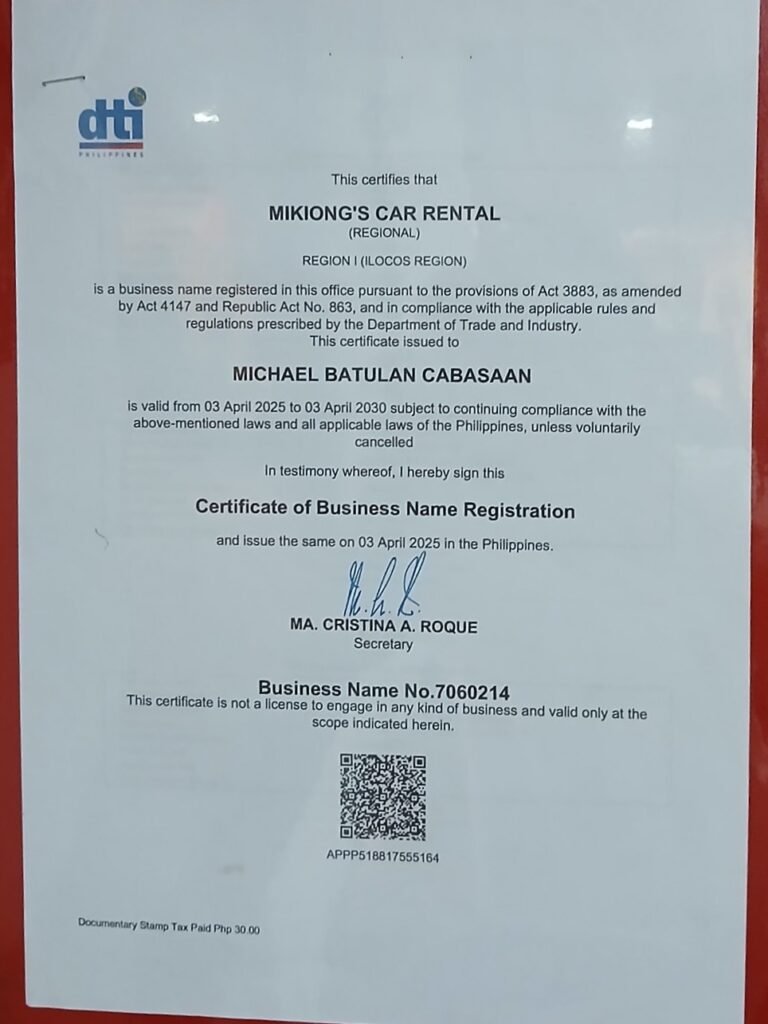 dti
PHILIPPINES
This certifies that
MIKIONG'S CAR RENTAL
(REGIONAL)
REGION I (ILOCOS REGION)
is a business name registered in this office pursuant to the provisions of Act 3883, as amended
by Act 4147 and Republic Act No. 863, and in compliance with the applicable rules and
regulations prescribed by the Department of Trade and Industry.
This certificate issued to
MICHAEL BATULAN CABASAAN
is valid from 03 April 2025 to 03 April 2030 subject to continuing compliance with the
above-mentioned laws and all applicable laws of the Philippines, unless voluntarily
cancelled
In testimony whereof, I hereby sign this
Certificate of Business Name Registration
and issue the same on 03 April 2025 in the Philippines.
MA. CRISTINA A. ROQUE
Secretary
Business Name No.7060214
This certificate is not a license to engage in any kind of business and valid only at the
scope indicated herein.
APPP518817555164
Documentary Stamp Tax Paid Php 30.00